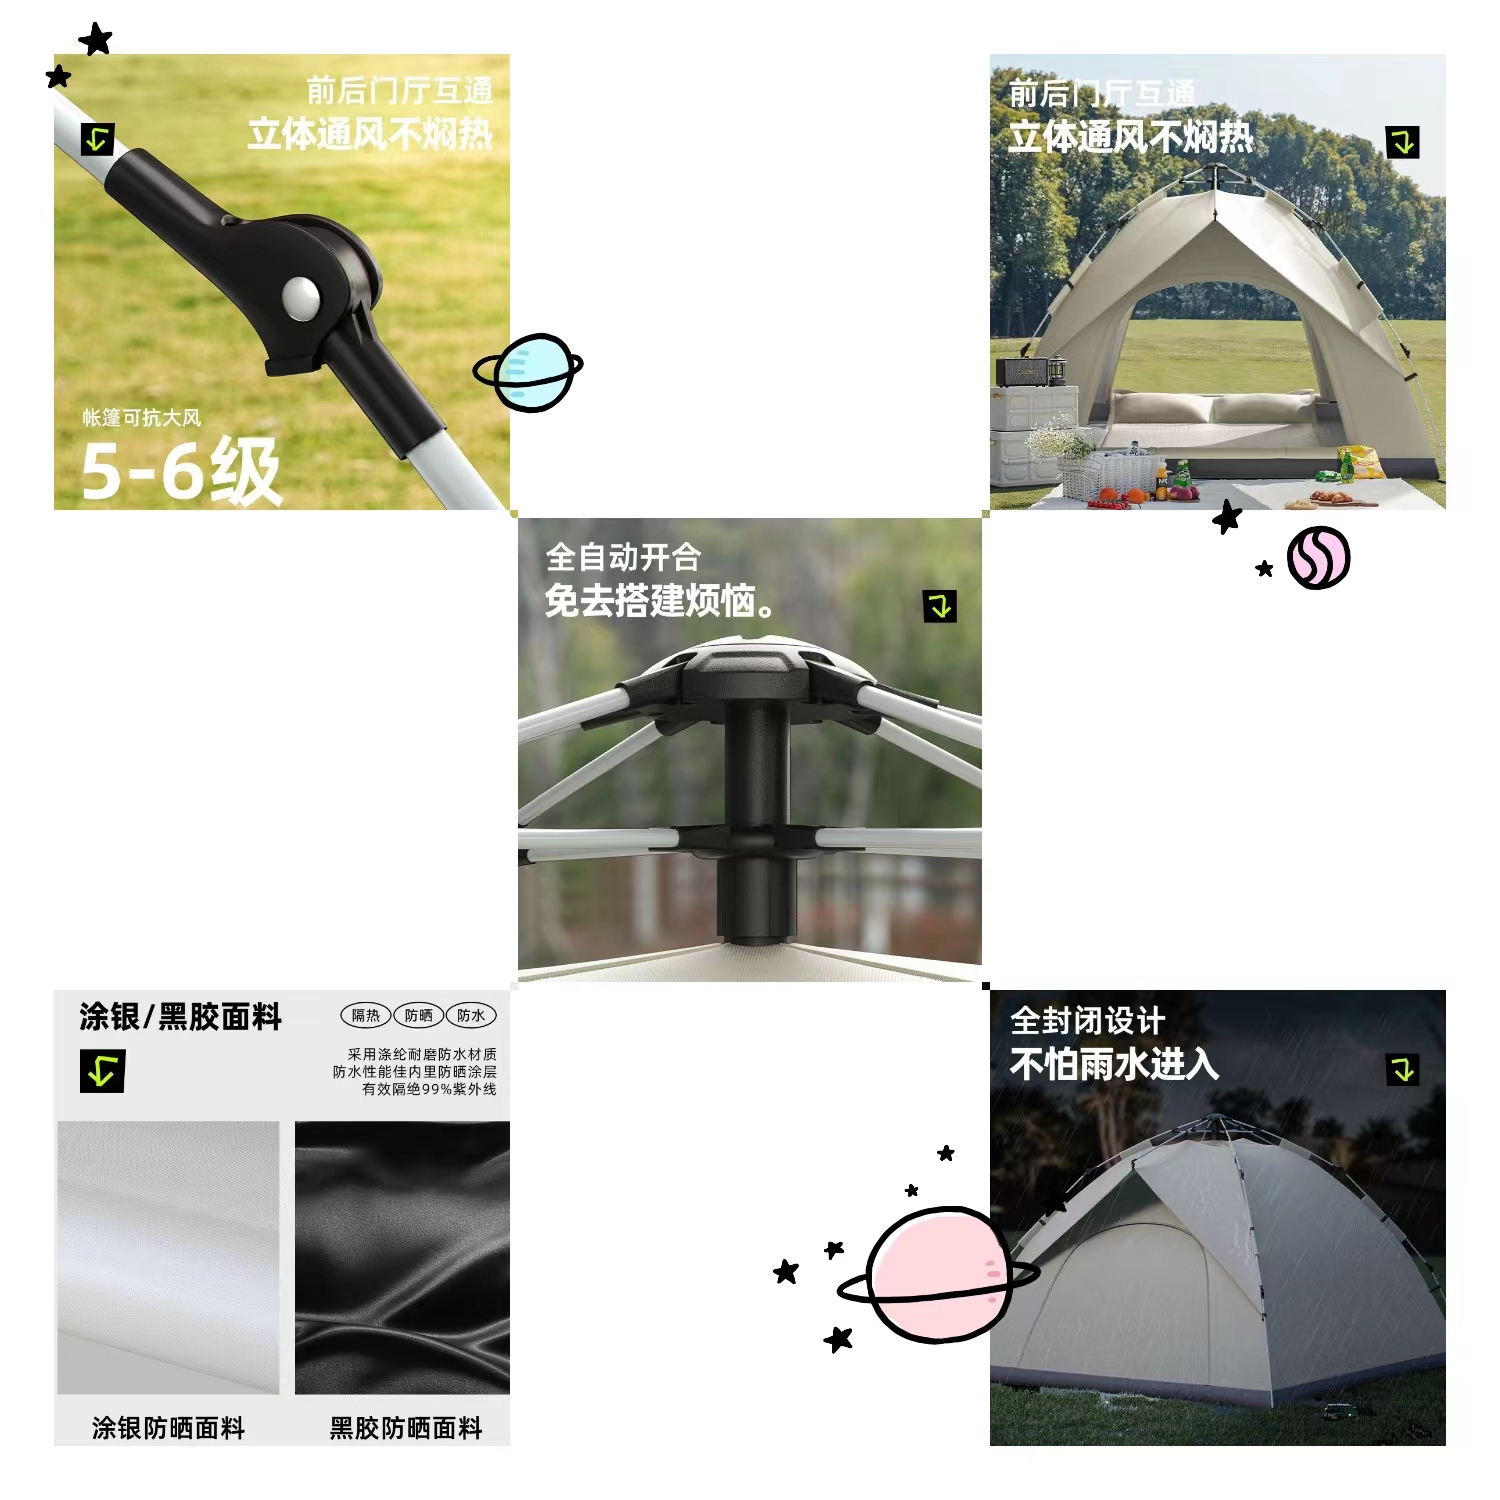 前后门厅互通
立体通风不焖热
帐篷可抗大风
5-6级
前后门厅互通
立体通风不焖热
全自动开合
免去搭建烦恼。
涂银/黑胶面料
隔热 防晒 防水
采用涤纶耐磨防水材质
防水性能佳内里防晒涂层
有效隔绝99%紫外线
涂银防晒面料
黑胶防晒面料
全封闭设计
不怕雨水进入